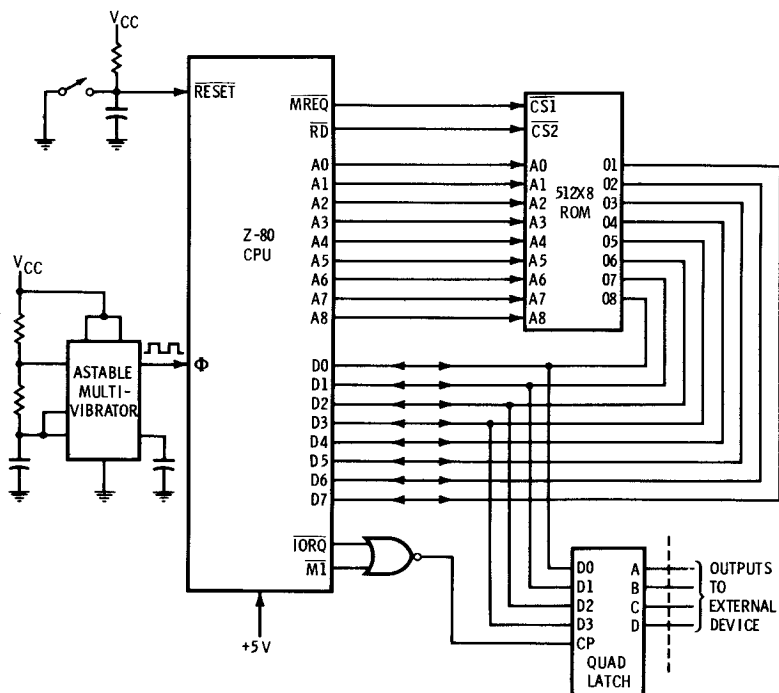 VCC
RESET
MREQ
RD
A0
A1
A2
A3
A4
A5
A6
A7
A8
Z-80
CPU
CS1
CS2
A0
A1
A2
A3
A4
A5
A6
A7
A8
512X8
ROM
01
02
03
04
05
06
07
08
VCC
ASTABLE
MULTI-
VIBRATOR
Φ
D0
D1
D2
D3
D4
D5
D6
D7
IORQ
M1
+5V
D0
D1
D2
D3
CP
A
B
C
D
QUAD
LATCH
OUTPUTS
TO
EXTERNAL
DEVICE